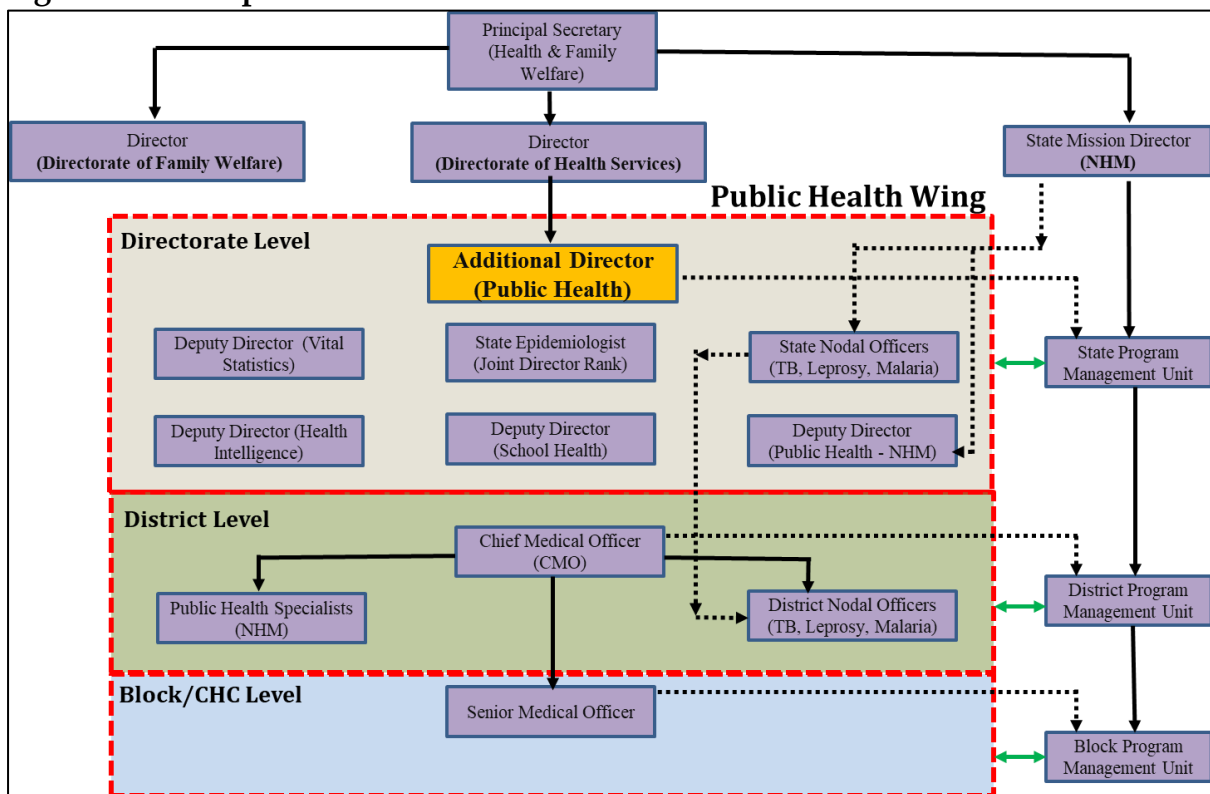 Principal Secretary
(Health & Family
Welfare)
Director
(Directorate of Family Welfare)
Director
(Directorate of Health Services)
State Mission Director
(NHM)
Public Health Wing
Directorate Level
Additional Director
(Public Health)
Deputy Director (Vital
Statistics)
State Epidemiologist
(Joint Director Rank)
State Nodal Officers
(TB, Leprosy, Malaria)
State Program
Management Unit
Deputy Director (Health
Intelligence)
Deputy Director
(School Health)
Deputy Director
(Public Health - NHM)
District Level
Chief Medical Officer
(CMO)
Public Health Specialists
(NHM)
District Nodal Officers
(TB, Leprosy, Malaria)
District Program
Management Unit
Block/CHC Level
Senior Medical Officer
Block Program
Management Unit